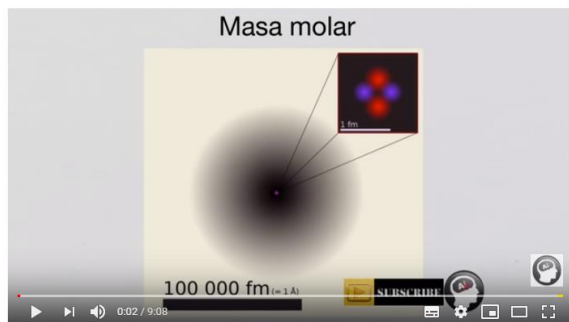 Masa molar
1 fm
100 000 fm (= 1 Å)
SUBSCRIBE
0:02 / 9:08